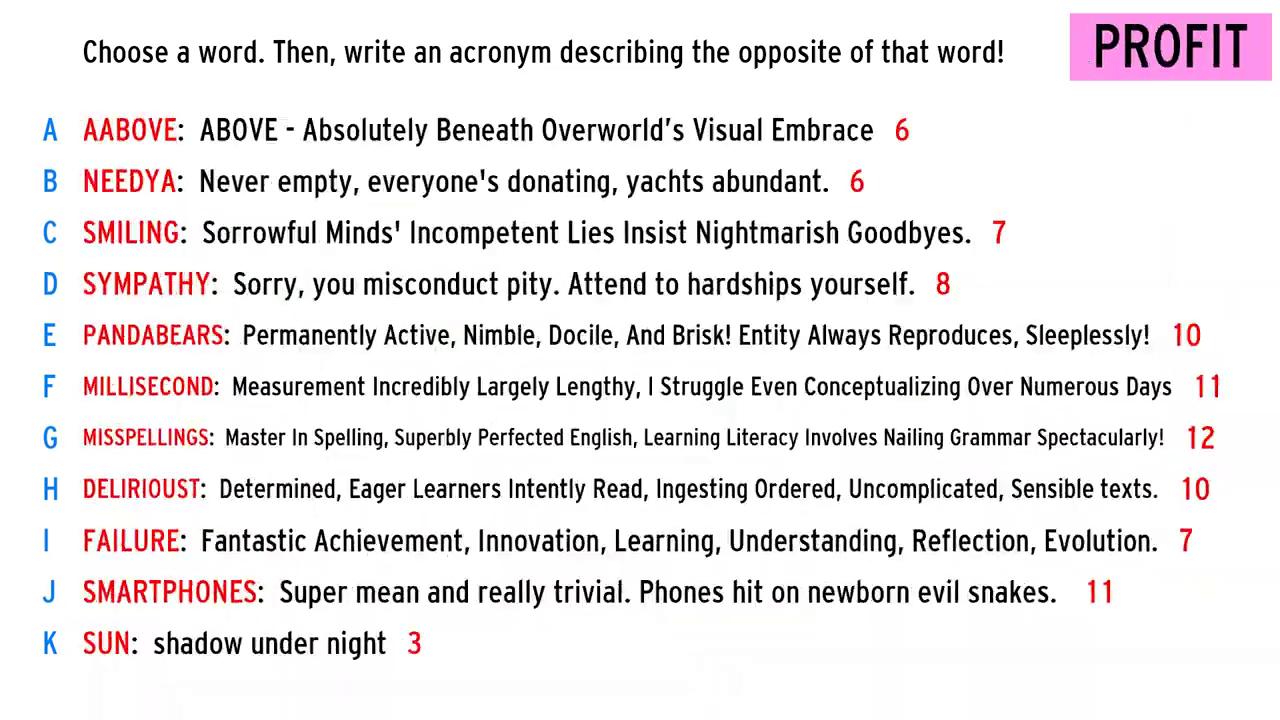 Choose a word. Then, write an acronym describing the opposite of that word!
PROFIT
A AABOVE: ABOVE - Absolutely Beneath Overworld's Visual Embrace 6
B NEEDYA: Never empty, everyone's donating, yachts abundant. 6
C SMILING: Sorrowful Minds' Incompetent Lies Insist Nightmarish Goodbyes. 7
D SYMPATHY: Sorry, you misconduct pity. Attend to hardships yourself. 8
E PANDABEARS: Permanently Active, Nimble, Docile, And Brisk! Entity Always Reproduces, Sleeplessly! 10
F MILLISECOND: Measurement Incredibly Largely Lengthy, I Struggle Even Conceptualizing Over Numerous Days 11
G MISSPELLINGS: Master In Spelling, Superbly Perfected English, Learning Literacy Involves Nailing Grammar Spectacularly! 12
H DELIRIOUST: Determined, Eager Learners Intently Read, Ingesting Ordered, Uncomplicated, Sensible texts. 10
I FAILURE: Fantastic Achievement, Innovation, Learning, Understanding, Reflection, Evolution. 7
J SMARTPHONES: Super mean and really trivial. Phones hit on newborn evil snakes. 11
K SUN: shadow under night 3